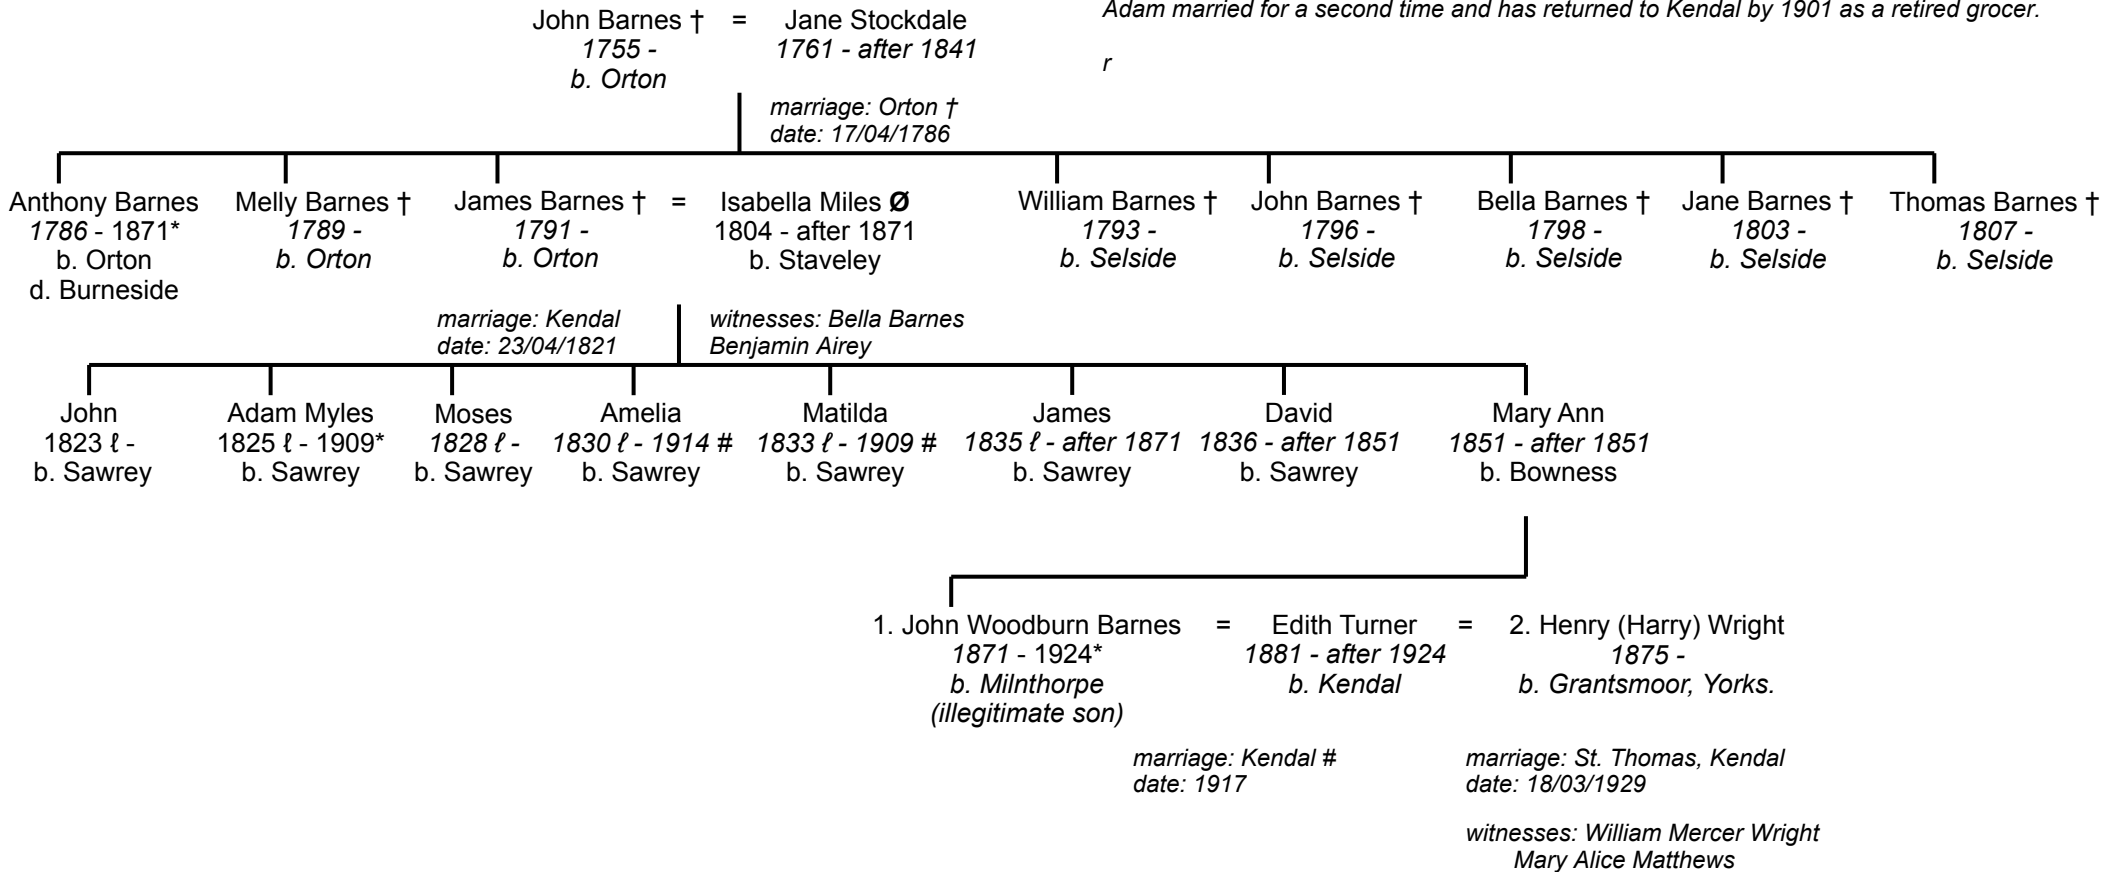 Adam married for a second time and has returned to Kendal by 1901 as a retired grocer.
r
John Barnes † = Jane Stockdale
1755 - 1761 - after 1841
b. Orton
marriage: Orton †
date: 17/04/1786
Anthony Barnes Melly Barnes † James Barnes † = Isabella Miles Ø William Barnes † John Barnes † Bella Barnes † Jane Barnes † Thomas Barnes †
1786 - 1871* 1789 - 1791 - 1804 - after 1871 1793 - 1796 - 1798 - 1803 - 1807 -
b. Orton b. Orton b. Orton b. Staveley b. Selside b. Selside b. Selside b. Selside b. Selside
d. Burneside
marriage: Kendal witnesses: Bella Barnes
date: 23/04/1821 Benjamin Airey
John Adam Myles Moses Amelia Matilda James David Mary Ann
1823 ℓ - 1825 ℓ - 1909* 1828 ℓ - 1830 ℓ - 1914 # 1833 ℓ - 1909 # 1835 ℓ - after 1871 1836 - after 1851 1851 - after 1851
b. Sawrey b. Sawrey b. Sawrey b. Sawrey b. Sawrey b. Sawrey b. Sawrey b. Bowness
1. John Woodburn Barnes = Edith Turner = 2. Henry (Harry) Wright
1871 - 1924* 1881 - after 1924 1875 -
b. Milnthorpe b. Kendal b. Grantsmoor, Yorks.
(illegitimate son)
marriage: Kendal # marriage: St. Thomas, Kendal
date: 1917 date: 18/03/1929
witnesses: William Mercer Wright
Mary Alice Matthews